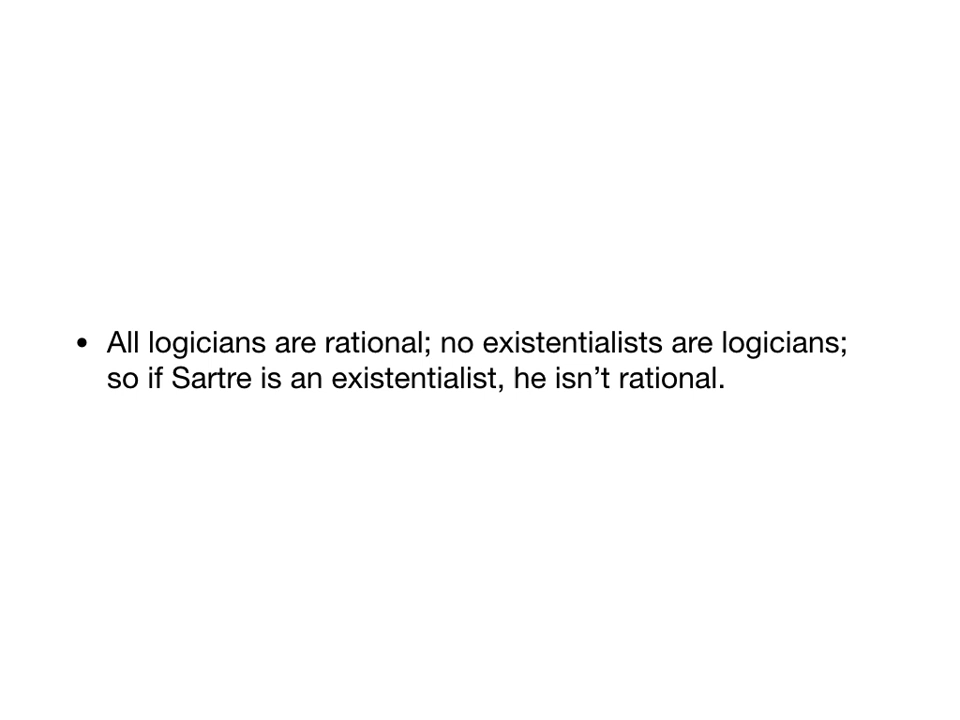 • All logicians are rational; no existentialists are logicians;
so if Sartre is an existentialist, he isn’t rational.